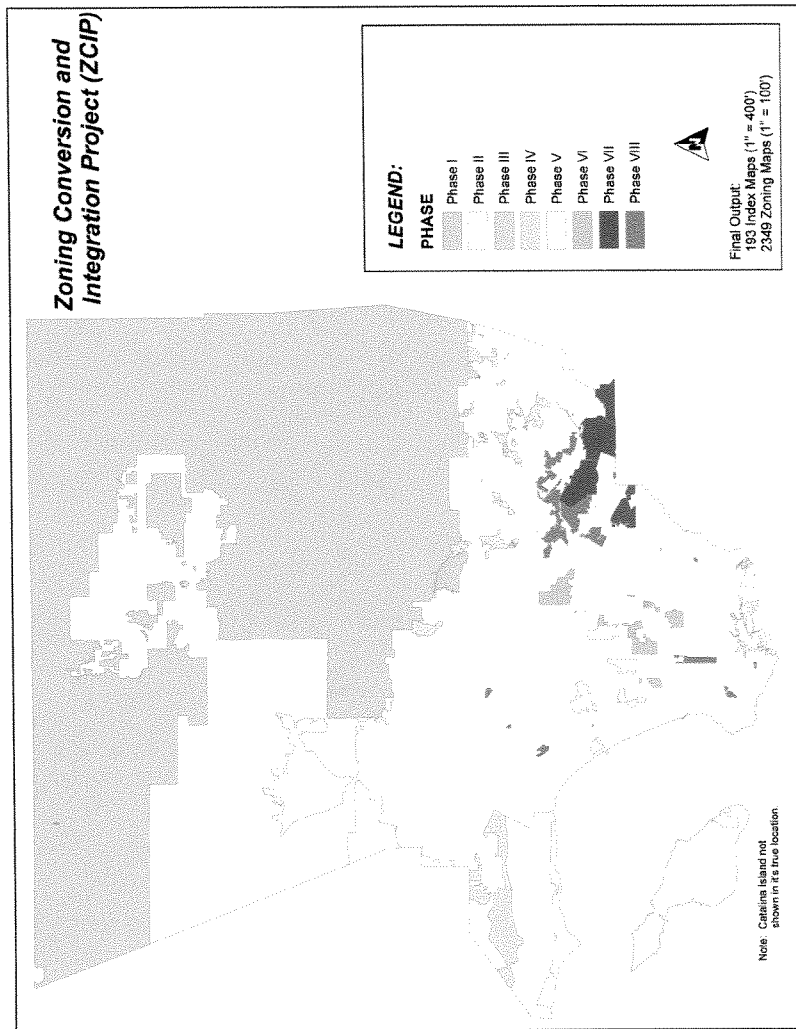 Zoning Conversion and
Integration Project (ZCIP)
LEGEND:
PHASE
Phase I
Phase II
Phase III
Phase IV
Phase V
Phase VI
Phase VII
Phase VIII
N
Final Output:
193 Index Maps (1" = 400')
2349 Zoning Maps (1" = 100')
Note: Catalina Island not
shown in it's true location.